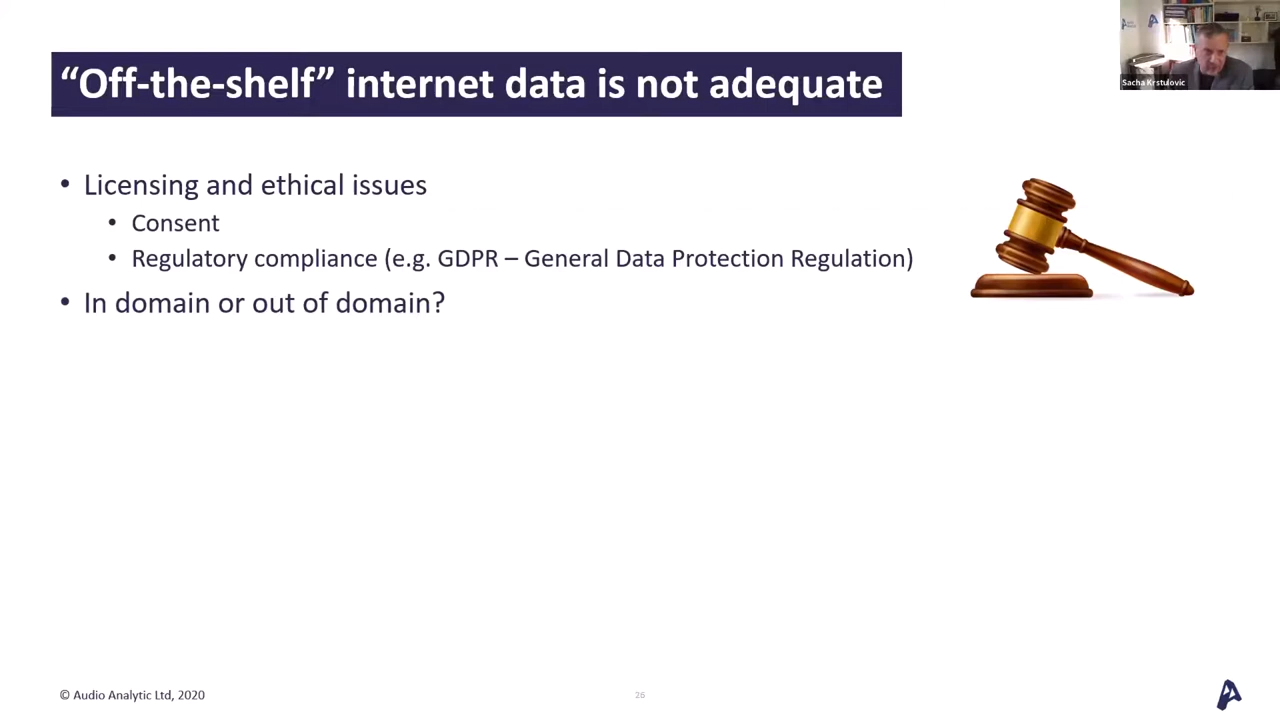 “Off-the-shelf” internet data is not adequate
Sacha Krstulovic
• Licensing and ethical issues
• Consent
• Regulatory compliance (e.g. GDPR – General Data Protection Regulation)
• In domain or out of domain?
© Audio Analytic Ltd, 2020
26